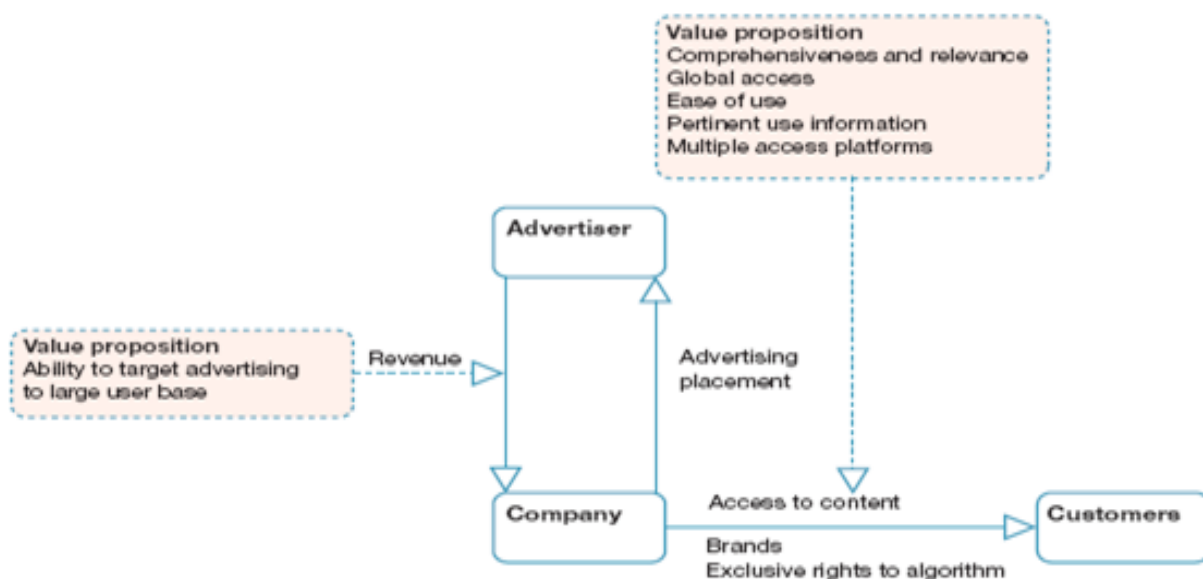 Value proposition
Comprehensiveness and relevance
Global access
Ease of use
Pertinent use information
Multiple access platforms
Advertiser
Value proposition
Ability to target advertising
to large user base
Revenue
Advertising
placement
Company
Access to content
Brands
Exclusive rights to algorithm
Customers